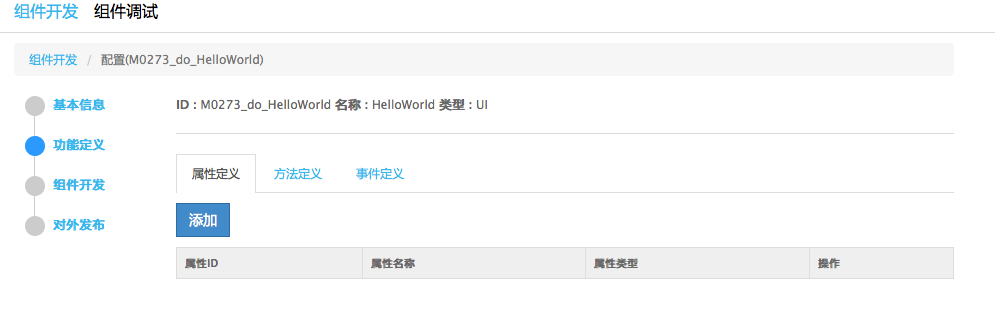 组件开发 组件调试
组件开发 / 配置(M0273_do_HelloWorld)
基本信息
功能定义
组件开发
对外发布
ID : M0273_do_HelloWorld 名称 : HelloWorld 类型 : UI
属性定义 方法定义 事件定义
添加
属性ID 属性名称 属性类型 操作